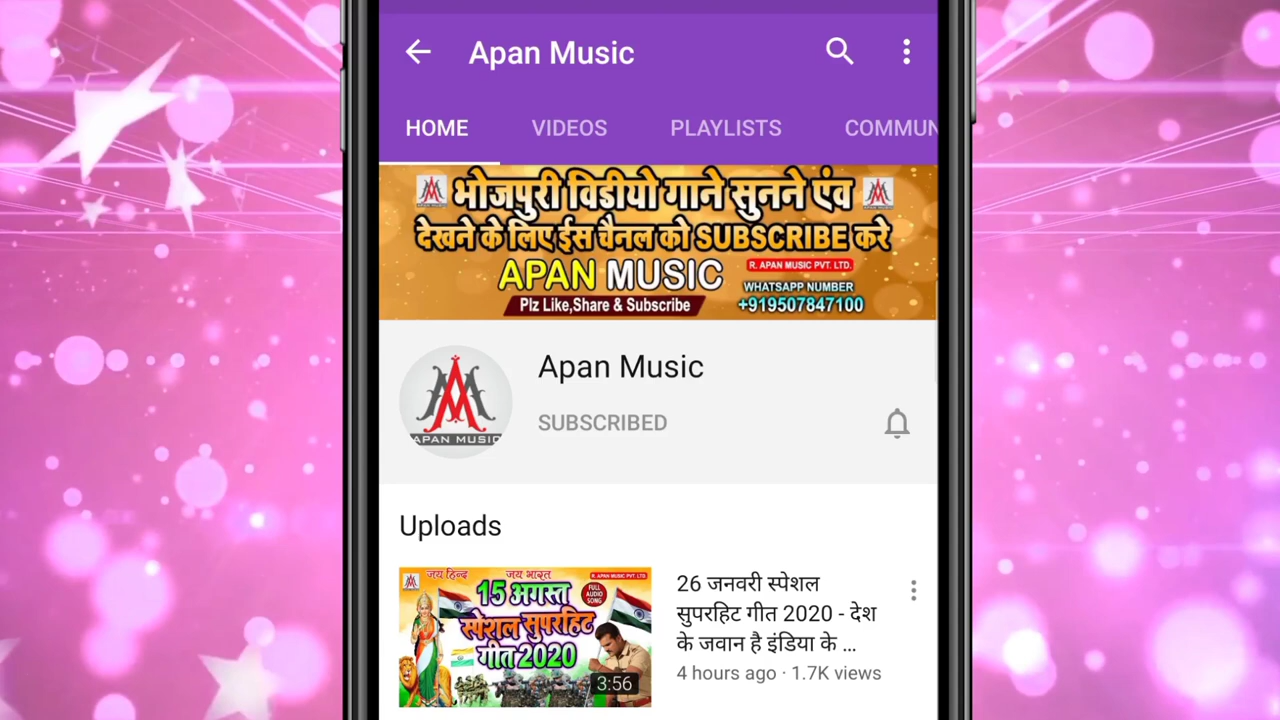 Apan Music
HOME VIDEOS PLAYLISTS COMMUN
भोजपुरी विडीयो गाने सुनने एंव
देखने के लिए ईस चैनल को SUBSCRIBE करे
APAN MUSIC
R. APAN MUSIC PVT. LTD.
WHATSAPP NUMBER
+919507847100
Plz Like,Share & Subscribe
Apan Music
SUBSCRIBED
APAN MUSIC
Uploads
जय हिन्द जय भारत
R. APAN MUSIC PVT. LTD
15 अगस्त
FULL
AUDIO
SONG
स्पेशल सुपरहिट
गीत 2020
3:56
26 जनवरी स्पेशल
सुपरहिट गीत 2020 - देश
के जवान है इंडिया के ...
4 hours ago · 1.7K views